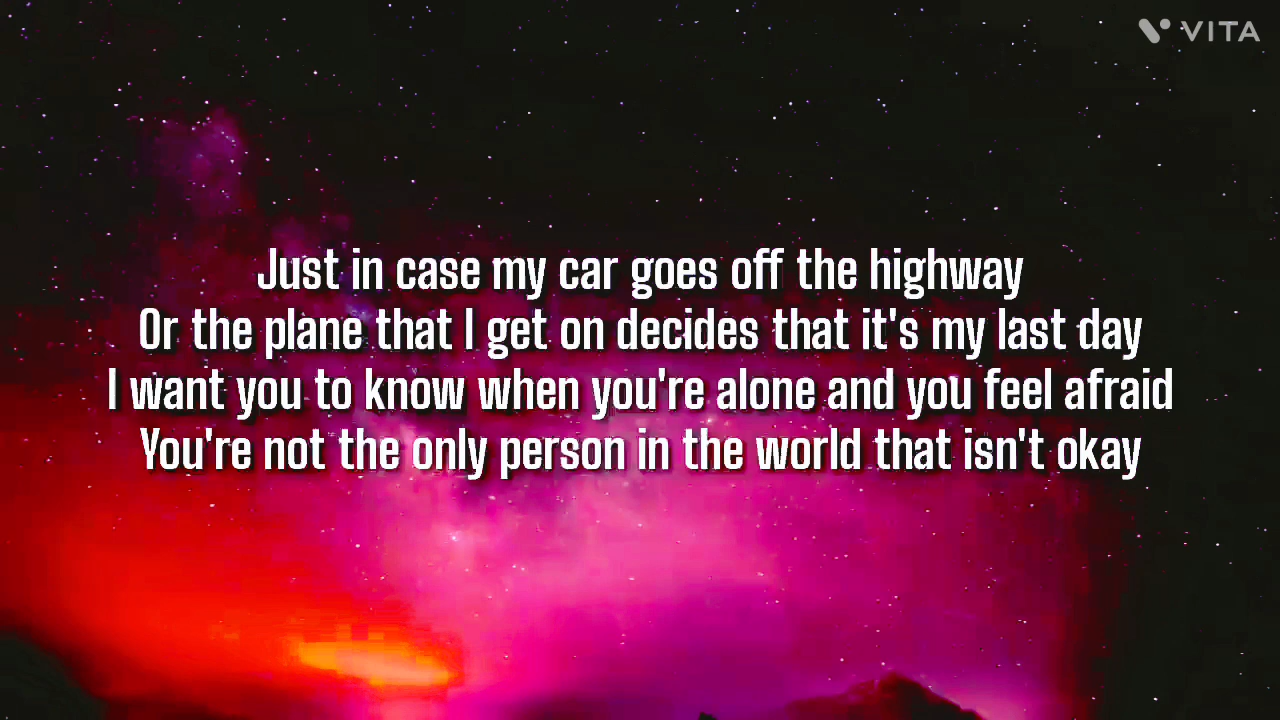 VITA
Just in case my car goes off the highway
Or the plane that I get on decides that it's my last day
I want you to know when you're alone and you feel afraid
You're not the only person in the world that isn't okay